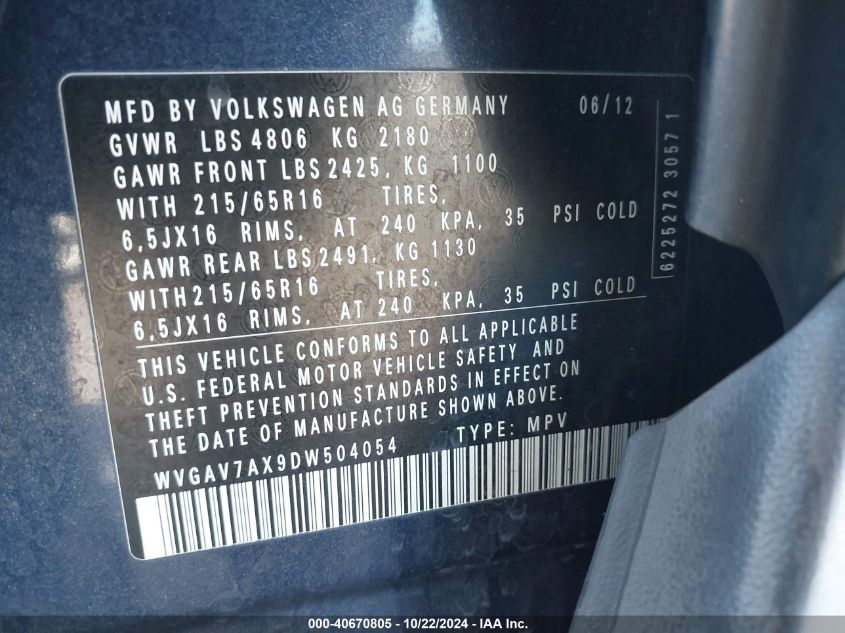 MFD BY VOLKSWAGEN AG GERMANY 06/12
GVWR LBS 4806 KG 2180
GAWR FRONT LBS 2425, KG 1100
WITH 215/65R16 TIRES,
6,5JX16 RIMS, AT 240 KPA, 35 PSI COLD
GAWR REAR LBS 2491, KG 1130
WITH 215/65R16 TIRES,
6,5JX16 RIMS, AT 240 KPA, 35 PSI COLD
6225272 3057 1
THIS VEHICLE CONFORMS TO ALL APPLICABLE
U.S. FEDERAL MOTOR VEHICLE SAFETY AND
THEFT PREVENTION STANDARDS IN EFFECT ON
THE DATE OF MANUFACTURE SHOWN ABOVE.
WVGAV7AX9DW504054 TYPE: MPV
000-40670805 - 10/22/2024 - IAA Inc.